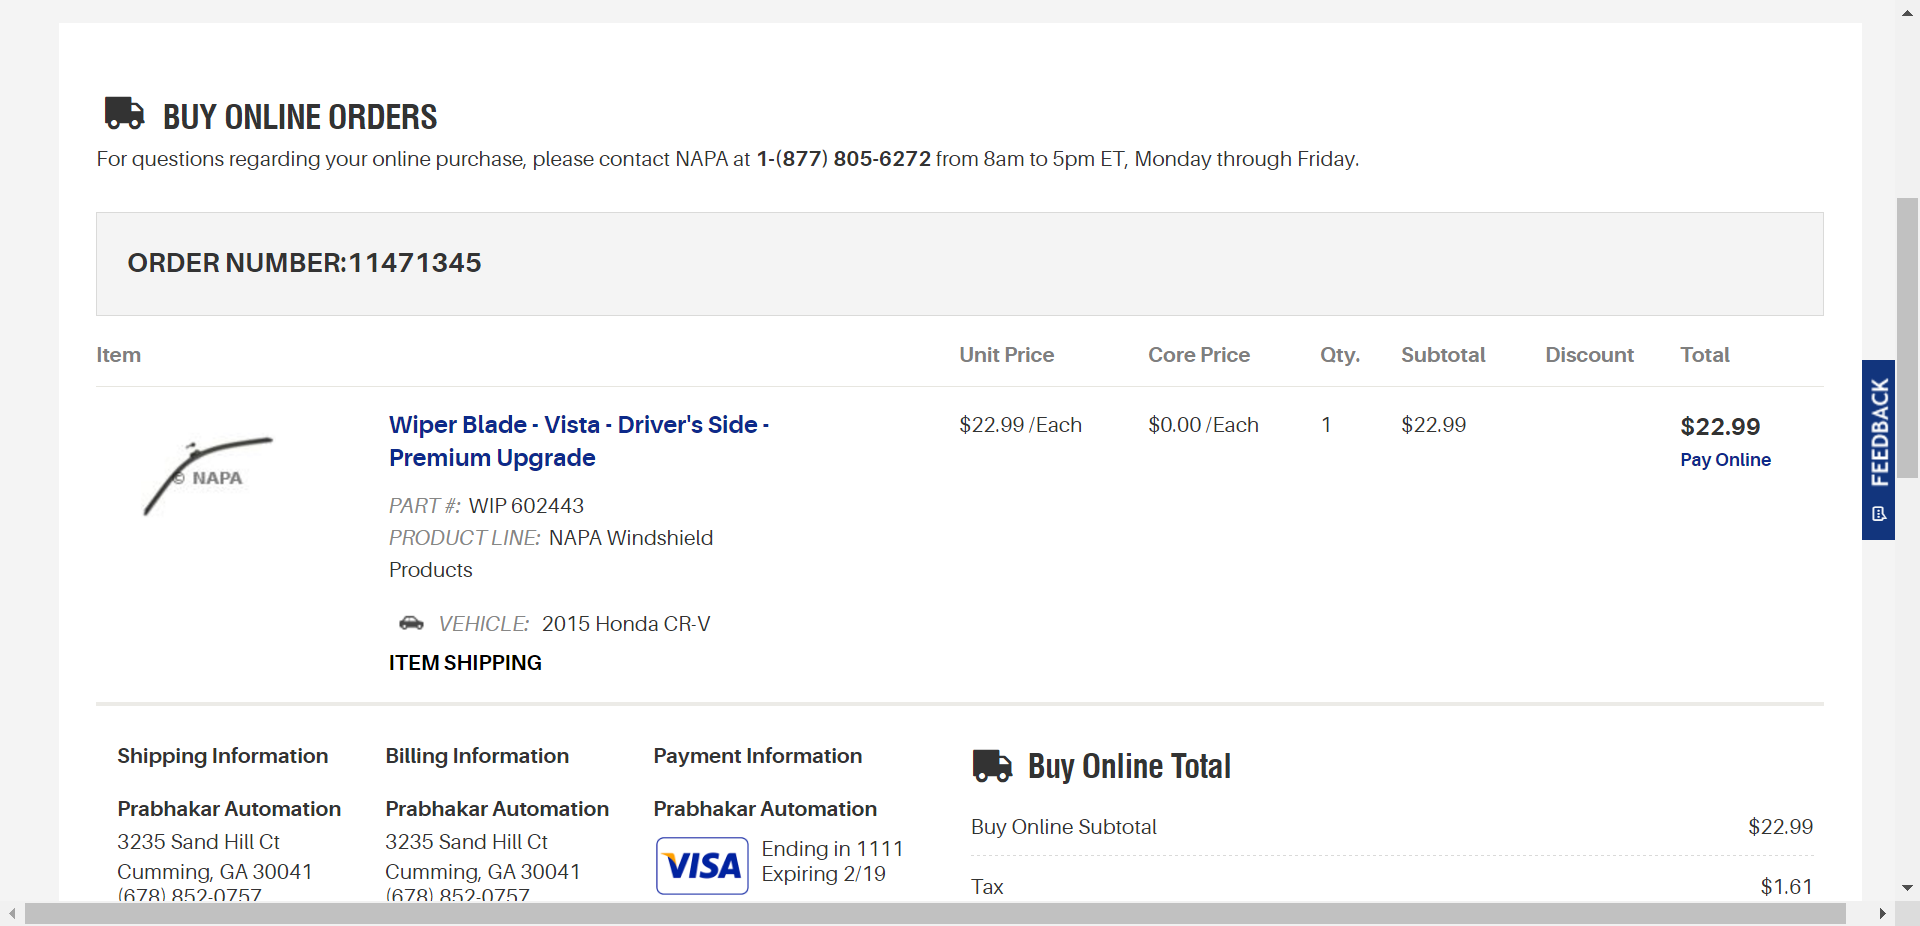 BUY ONLINE ORDERS
For questions regarding your online purchase, please contact NAPA at 1-(877) 805-6272 from 8am to 5pm ET, Monday through Friday.
ORDER NUMBER:11471345
Item Unit Price Core Price Qty. Subtotal Discount Total
© NAPA
Wiper Blade - Vista - Driver's Side -
Premium Upgrade
$22.99 /Each $0.00 /Each 1 $22.99 $22.99
Pay Online
PART #: WIP 602443
PRODUCT LINE: NAPA Windshield
Products
VEHICLE: 2015 Honda CR-V
ITEM SHIPPING
FEEDBACK
Shipping Information
Prabhakar Automation
3235 Sand Hill Ct
Cumming, GA 30041
(678) 852-0757
Billing Information
Prabhakar Automation
3235 Sand Hill Ct
Cumming, GA 30041
(678) 852-0757
Payment Information
Prabhakar Automation
VISA
Ending in 1111
Expiring 2/19
Buy Online Total
Buy Online Subtotal $22.99
Tax $1.61